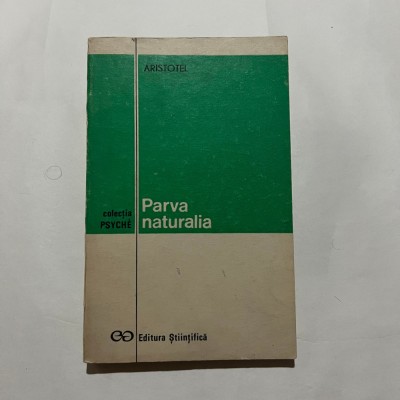 ARISTOTEL
Parva
naturalia
colecția
PSYCHÉ
Editura Științifică